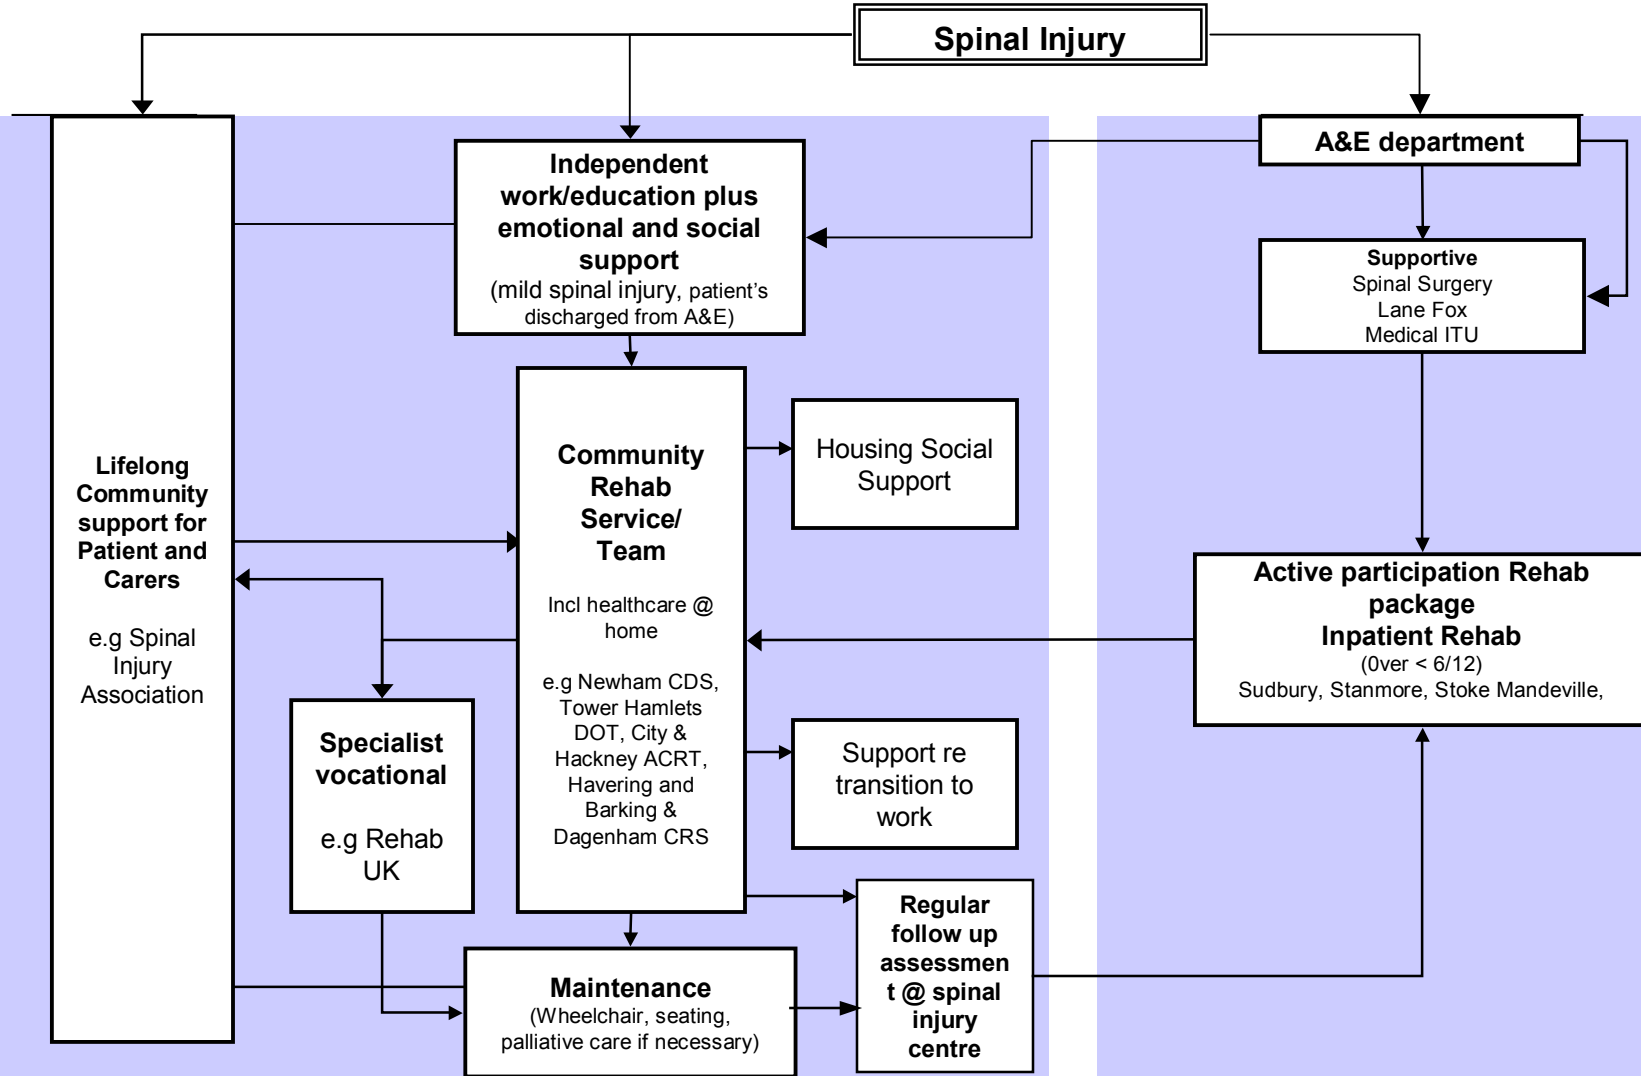 Spinal Injury
A&E department
Independent
work/education plus
emotional and social
support
(mild spinal injury, patient's
discharged from A&E)
Supportive
Spinal Surgery
Lane Fox
Medical ITU
Lifelong
Community
support for
Patient and
Carers
e.g Spinal
Injury
Association
Community
Rehab
Service/
Team
Incl healthcare @
home
e.g Newham CDS,
Tower Hamlets
DOT, City &
Hackney ACRT,
Havering and
Barking &
Dagenham CRS
Housing Social
Support
Active participation Rehab
package
Inpatient Rehab
(0ver < 6/12)
Sudbury, Stanmore, Stoke Mandeville,
Specialist
vocational
e.g Rehab
UK
Support re
transition to
work
Maintenance
(Wheelchair, seating,
palliative care if necessary)
Regular
follow up
assessmen
t @ spinal
injury
centre